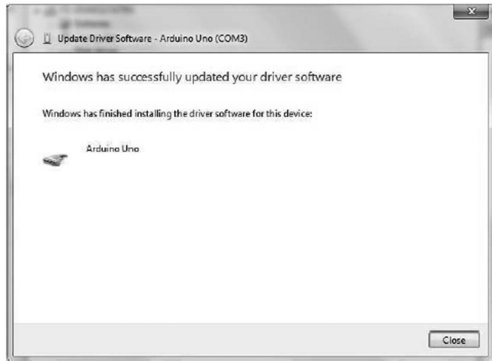 Update Driver Software - Arduino Uno (COM3)
Windows has successfully updated your driver software
Windows has finished installing the driver software for this device:
Arduino Uno
Close